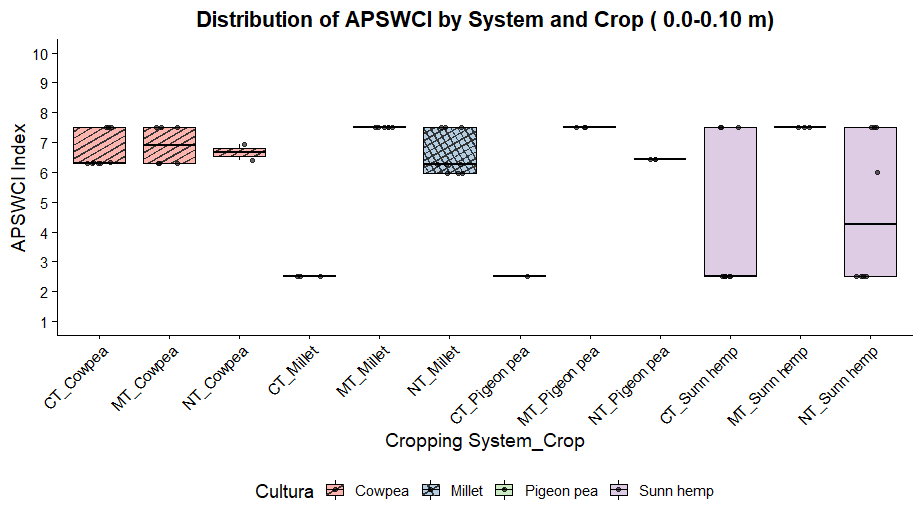 Distribution of APSWCI by System and Crop ( 0.0-0.10 m)
APSWCI Index
10
9
8
7
6
5
4
3
2
1
CT_Cowpea
MT_Cowpea
NT_Cowpea
CT_Millet
MT_Millet
NT_Millet
CT_Pigeon pea
MT_Pigeon pea
NT_Pigeon pea
CT_Sunn hemp
MT_Sunn hemp
NT_Sunn hemp
Cropping System_Crop
Cultura Cowpea Millet Pigeon pea Sunn hemp